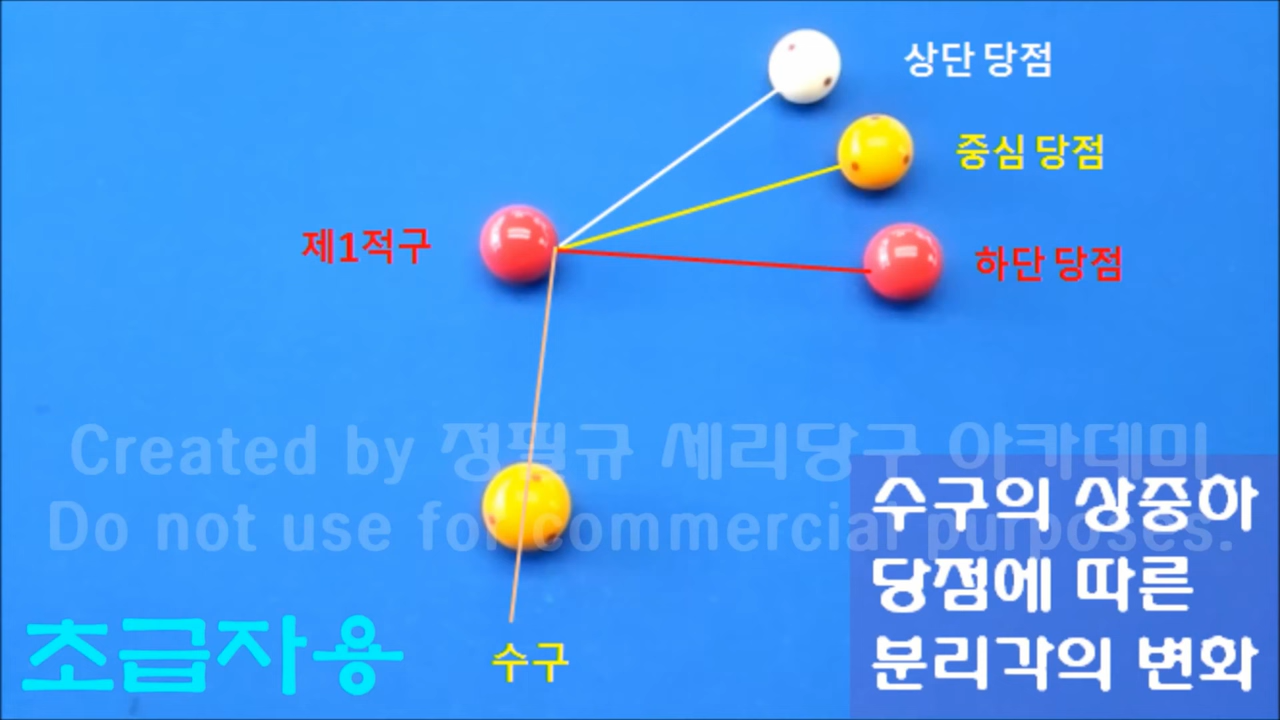 상단 당점
중심 당점
제1적구
하단 당점
Created by 정필규 세리당구 아카데미
Do not use for commercial purposes.
수구의 상중하
당점에 따른
분리각의 변화
초급자용
수구